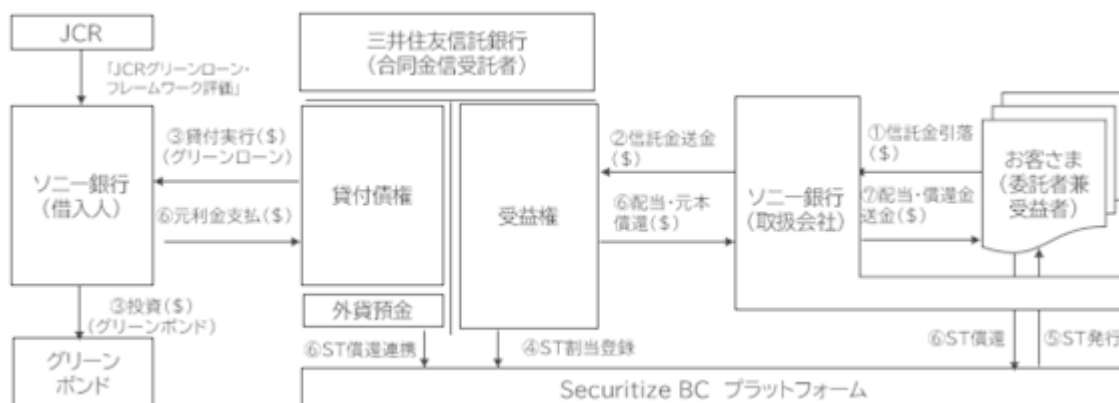 JCR
「JCRグリーンローン・
フレームワーク評価」
ソニー銀行
(借入人)
③貸付実行($)
(グリーンローン)
⑥元利金支払($)
③投資($)
(グリーンボンド)
グリーン
ボンド
三井住友信託銀行
(合同金信受託者)
貸付債権
外貨預金
受益権
⑥ST償還連携
④ST割当登録
②信託金送金
($)
⑥配当・元本
償還($)
ソニー銀行
(取扱会社)
①信託金引落
($)
⑦配当・償還金
送金($)
お客さま
(委託者兼
受益者)
⑥ST償還
⑤ST発行
Securitize BC プラットフォーム